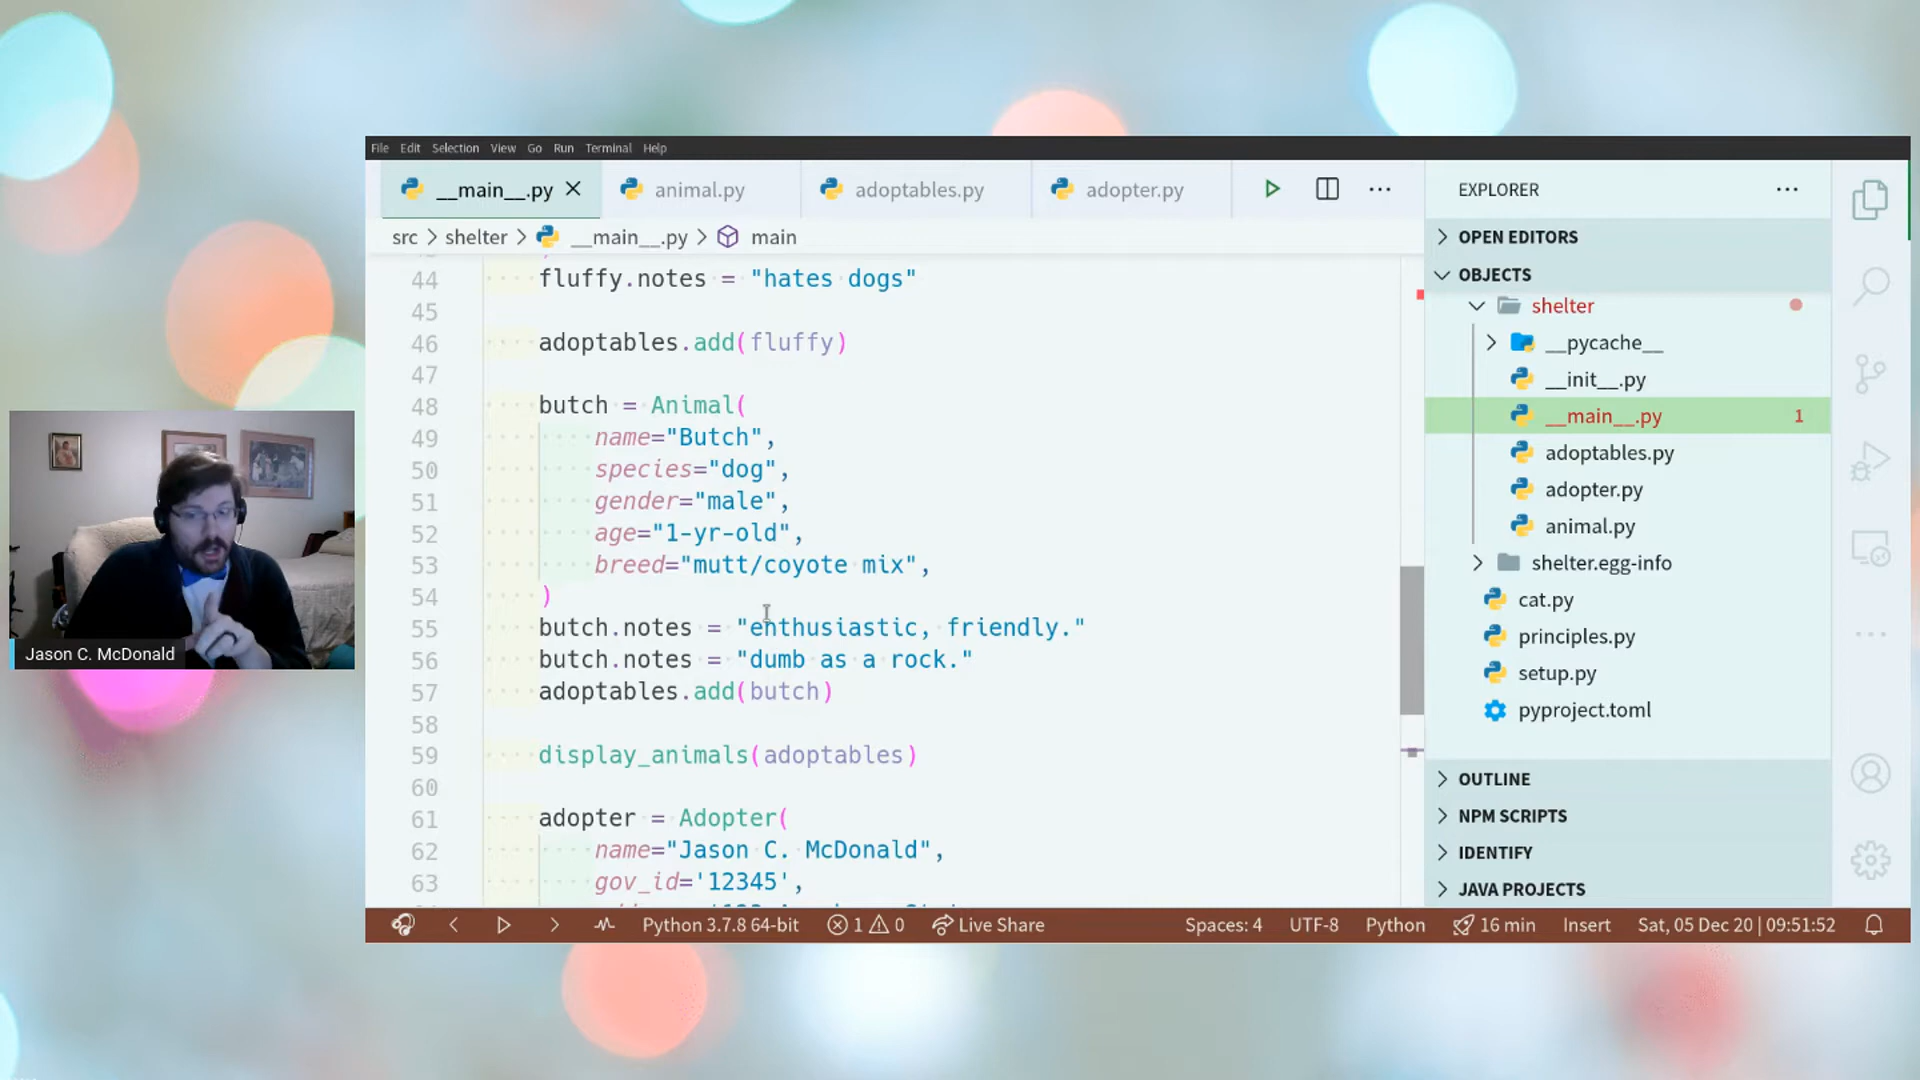 File Edit Selection View Go Run Terminal Help
__main__.py animal.py adoptables.py adopter.py
src > shelter > __main__.py > main
44 fluffy.notes = "hates dogs"
45
46 adoptables.add(fluffy)
47
48 butch = Animal(
49 name="Butch",
50 species="dog",
51 gender="male",
52 age="1-yr-old",
53 breed="mutt/coyote mix",
54 )
55 butch.notes = "enthusiastic, friendly."
56 butch.notes = "dumb as a rock."
57 adoptables.add(butch)
58
59 display_animals(adoptables)
60
61 adopter = Adopter(
62 name="Jason C. McDonald",
63 gov_id='12345',
EXPLORER
OPEN EDITORS
OBJECTS
shelter
__pycache__
__init__.py
__main__.py 1
adoptables.py
adopter.py
animal.py
shelter.egg-info
cat.py
principles.py
setup.py
pyproject.toml
OUTLINE
NPM SCRIPTS
IDENTIFY
JAVA PROJECTS
Python 3.7.8 64-bit 1 0 Live Share Spaces: 4 UTF-8 Python 16 min Insert Sat, 05 Dec 20 | 09:51:52
Jason C. McDonald